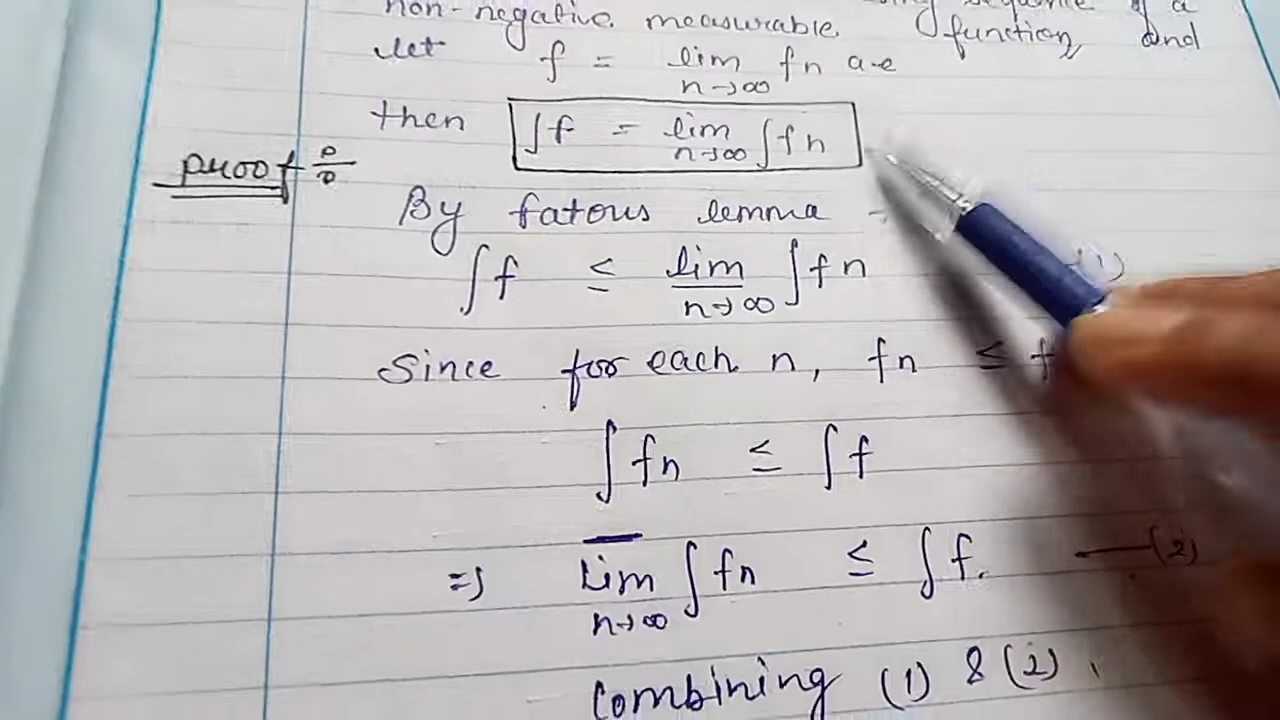 non-negative measurable function, and
let f = lim n→∞ fn a.e
then ∫f = lim n→∞ ∫fn
proof :
By fatous lemma
∫f ≤ lim n→∞ ∫fn (1)
Since for each n, fn ≤ f
∫fn ≤ ∫f
=> lim n→∞ ∫fn ≤ ∫f. —(2)
combining (1) & (2)